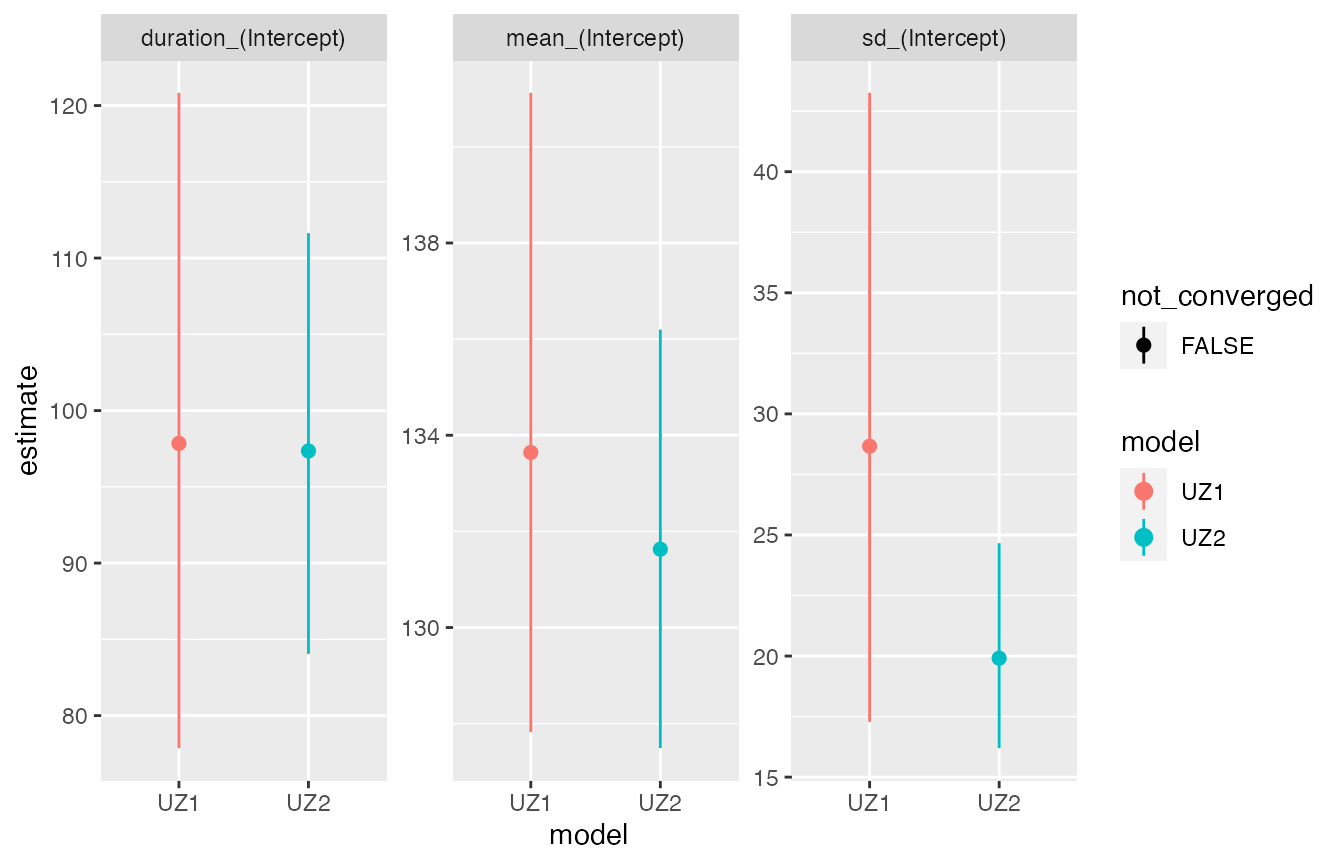 duration_(Intercept)
mean_(Intercept)
sd_(Intercept)
estimate
120
110
100
90
80
138
134
130
40
35
30
25
20
15
UZ1
UZ2
UZ1
UZ2
UZ1
UZ2
model
not_converged
FALSE
model
UZ1
UZ2